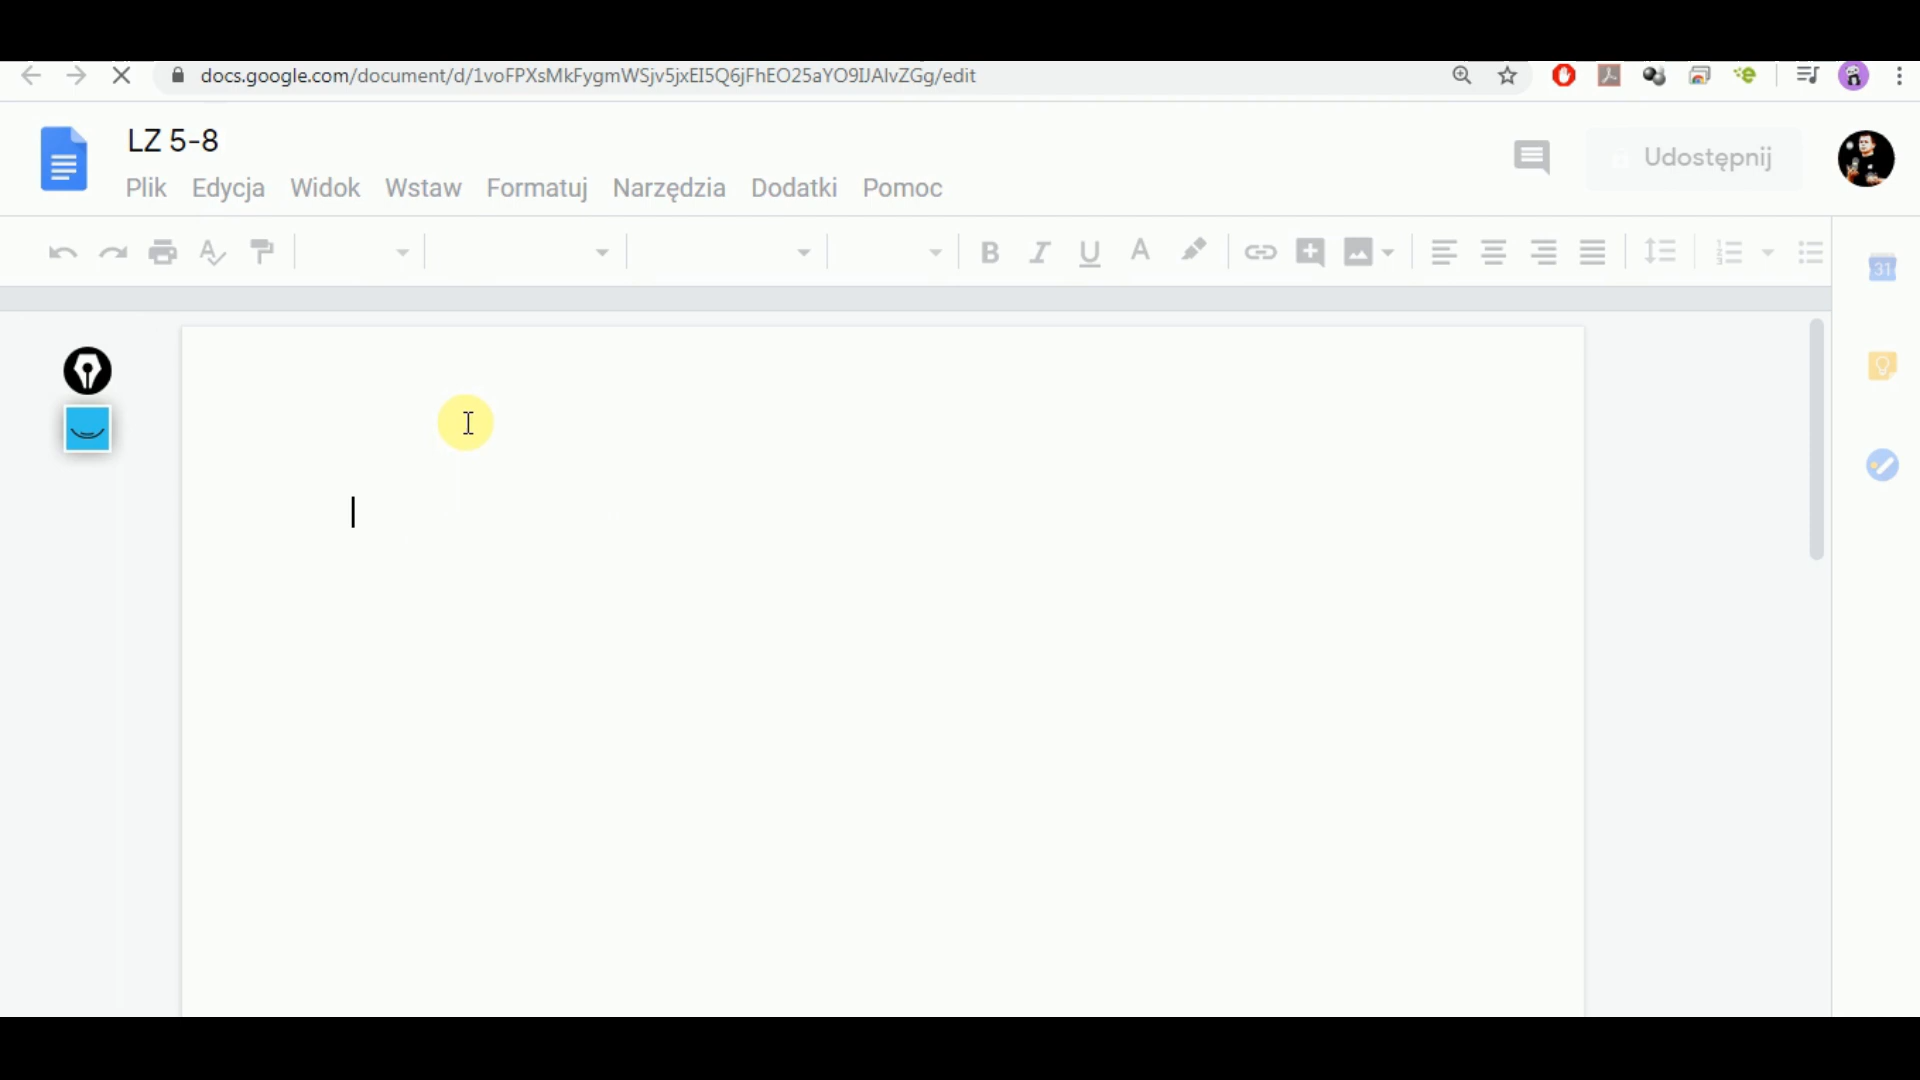 docs.google.com/document/d/1voFPXsMkFygmWSjv5jxEI5Q6jFhEO25aYO9IJAlvZGg/edit
LZ 5-8
Udostępnij
Plik Edycja Widok Wstaw Formatuj Narzędzia Dodatki Pomoc
31